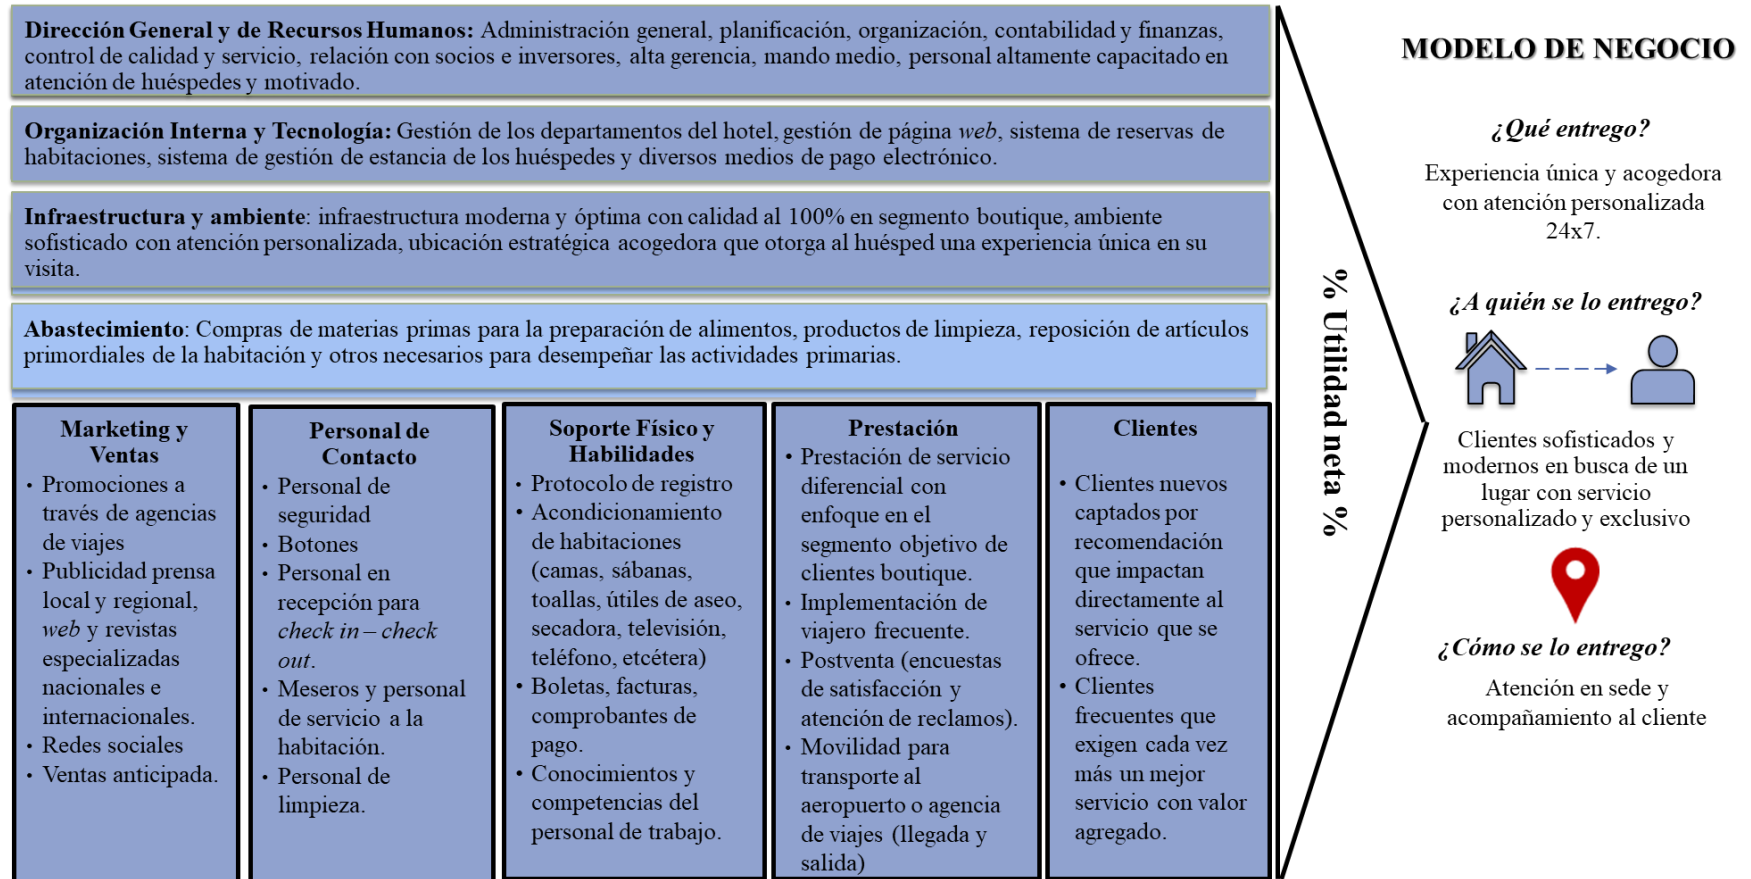 Dirección General y de Recursos Humanos: Administración general, planificación, organización, contabilidad y finanzas,
control de calidad y servicio, relación con socios e inversores, alta gerencia, mando medio, personal altamente capacitado en
atención de huéspedes y motivado.
Organización Interna y Tecnología: Gestión de los departamentos del hotel, gestión de página web, sistema de reservas de
habitaciones, sistema de gestión de estancia de los huéspedes y diversos medios de pago electrónico.
Infraestructura y ambiente: infraestructura moderna y óptima con calidad al 100% en segmento boutique, ambiente
sofisticado con atención personalizada, ubicación estratégica acogedora que otorga al huésped una experiencia única en su
visita.
Abastecimiento: Compras de materias primas para la preparación de alimentos, productos de limpieza, reposición de artículos
primordiales de la habitación y otros necesarios para desempeñar las actividades primarias.
Marketing y
Ventas
• Promociones a
través de agencias
de viajes
• Publicidad prensa
local y regional,
web y revistas
especializadas
nacionales e
internacionales.
• Redes sociales
• Ventas anticipada.
Personal de
Contacto
• Personal de
seguridad
• Botones
• Personal en
recepción para
check in – check
out.
• Meseros y personal
de servicio a la
habitación.
• Personal de
limpieza.
Soporte Físico y
Habilidades
• Protocolo de registro
• Acondicionamiento
de habitaciones
(camas, sábanas,
toallas, útiles de aseo,
secadora, televisión,
teléfono, etcétera)
• Boletas, facturas,
comprobantes de
pago.
• Conocimientos y
competencias del
personal de trabajo.
Prestación
• Prestación de servicio
diferencial con
enfoque en el
segmento objetivo de
clientes boutique.
• Implementación de
viajero frecuente.
• Postventa (encuestas
de satisfacción y
atención de reclamos).
• Movilidad para
transporte al
aeropuerto o agencia
de viajes (llegada y
salida)
Clientes
• Clientes nuevos
captados por
recomendación
que impactan
directamente al
servicio que se
ofrece.
• Clientes
frecuentes que
exigen cada vez
más un mejor
servicio con valor
agregado.
% Utilidad neta %
MODELO DE NEGOCIO
¿Qué entrego?
Experiencia única y acogedora
con atención personalizada
24x7.
¿A quién se lo entrego?
Clientes sofisticados y
modernos en busca de un
lugar con servicio
personalizado y exclusivo
¿Cómo se lo entrego?
Atención en sede y
acompañamiento al cliente